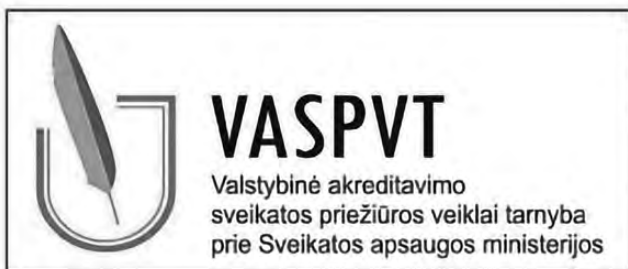 VASPVT
Valstybinė akreditavimo
sveikatos priežiūros veiklai tarnyba
prie Sveikatos apsaugos ministerijos